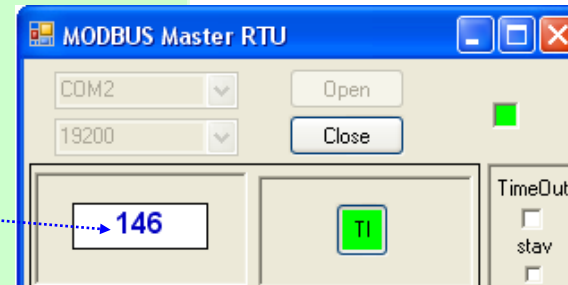 MODBUS Master RTU
COM2 Open
19200 Close
TimeOut
146 TI
stav